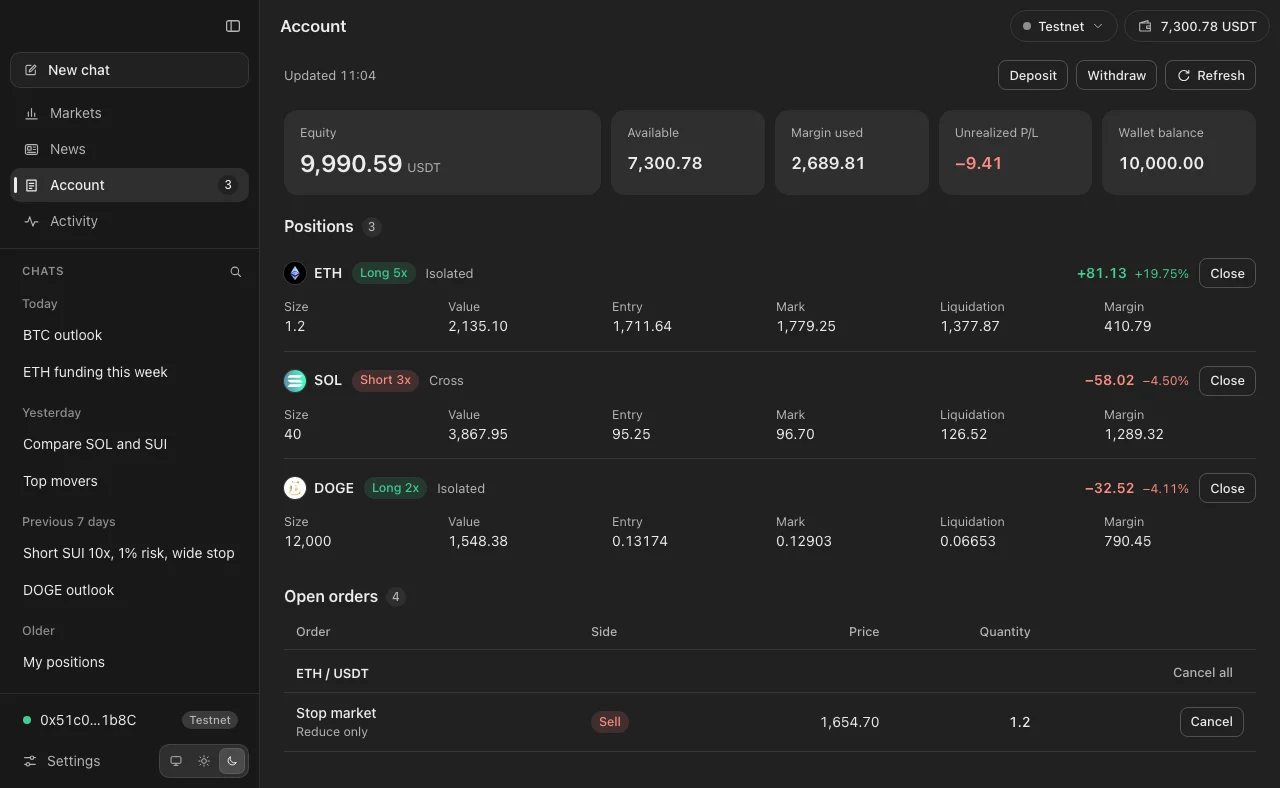 Account
Testnet
7,300.78 USDT
New chat
Markets
News
Account 3
Activity
CHATS
Today
BTC outlook
ETH funding this week
Yesterday
Compare SOL and SUI
Top movers
Previous 7 days
Short SUI 10x, 1% risk, wide stop
DOGE outlook
Older
My positions
0x51c0...1b8C Testnet
Settings
Updated 11:04
Deposit Withdraw Refresh
Equity Available Margin used Unrealized P/L Wallet balance
9,990.59 USDT 7,300.78 2,689.81 −9.41 10,000.00
Positions 3
ETH Long 5x Isolated +81.13 +19.75% Close
Size Value Entry Mark Liquidation Margin
1.2 2,135.10 1,711.64 1,779.25 1,377.87 410.79
SOL Short 3x Cross −58.02 −4.50% Close
Size Value Entry Mark Liquidation Margin
40 3,867.95 95.25 96.70 126.52 1,289.32
DOGE Long 2x Isolated −32.52 −4.11% Close
Size Value Entry Mark Liquidation Margin
12,000 1,548.38 0.13174 0.12903 0.06653 790.45
Open orders 4
Order Side Price Quantity
ETH / USDT Cancel all
Stop market Sell 1,654.70 1.2 Cancel
Reduce only